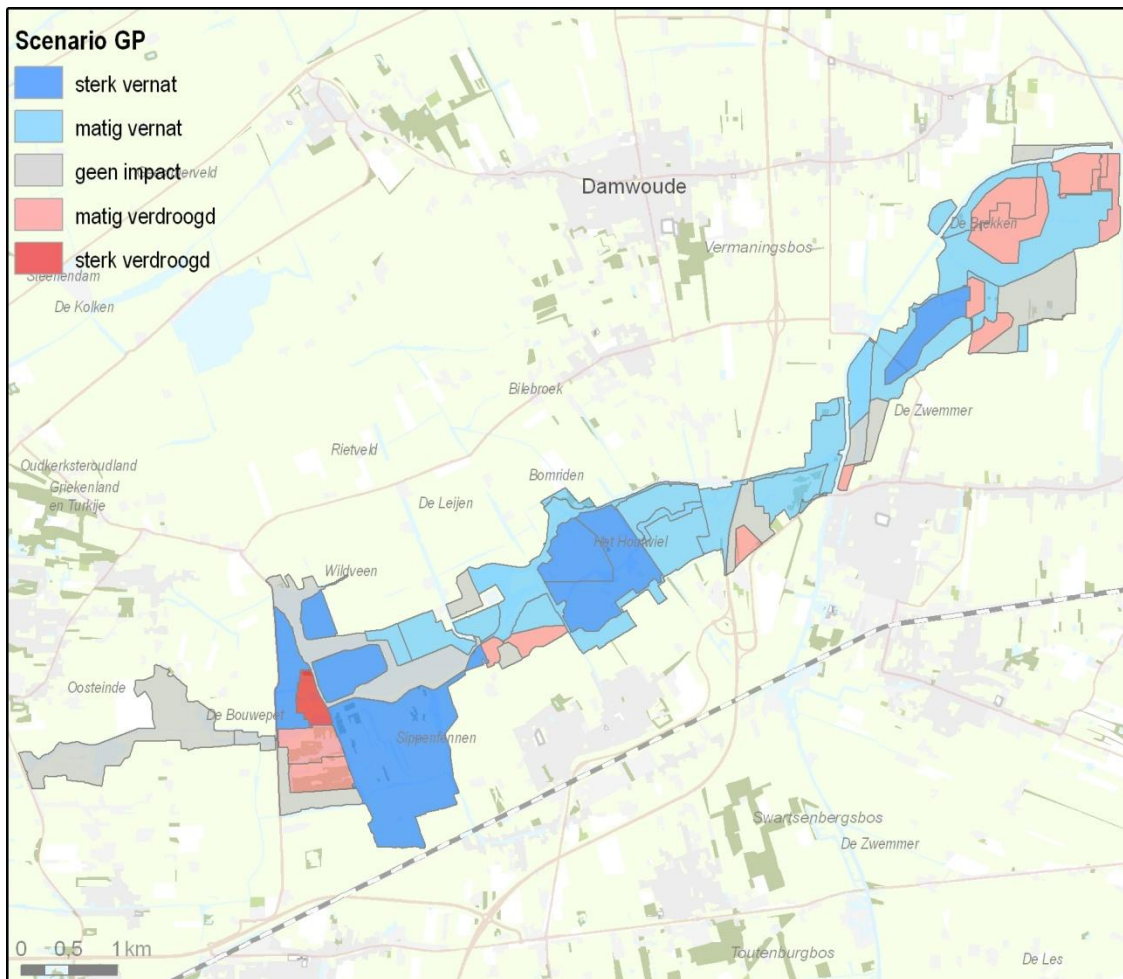 Scenario GP
sterk vernat
matig vernat
geen impact
matig verdroogd
sterk verdroogd
Damwoude
Vermaningsbos
De Brekken
De Kolken
Bilebroek
De Zwemmer
Rietveld
Oudkerksteroudland
Griekenland
en Turkije
Bomriden
De Leijen
Het Houtwiel
Wildveen
Oosteinde
De Bouwepet
Sippenfennen
Swartsenbergsbos
De Zwemmer
Toutenburgbos
De Les
0 0,5 1km